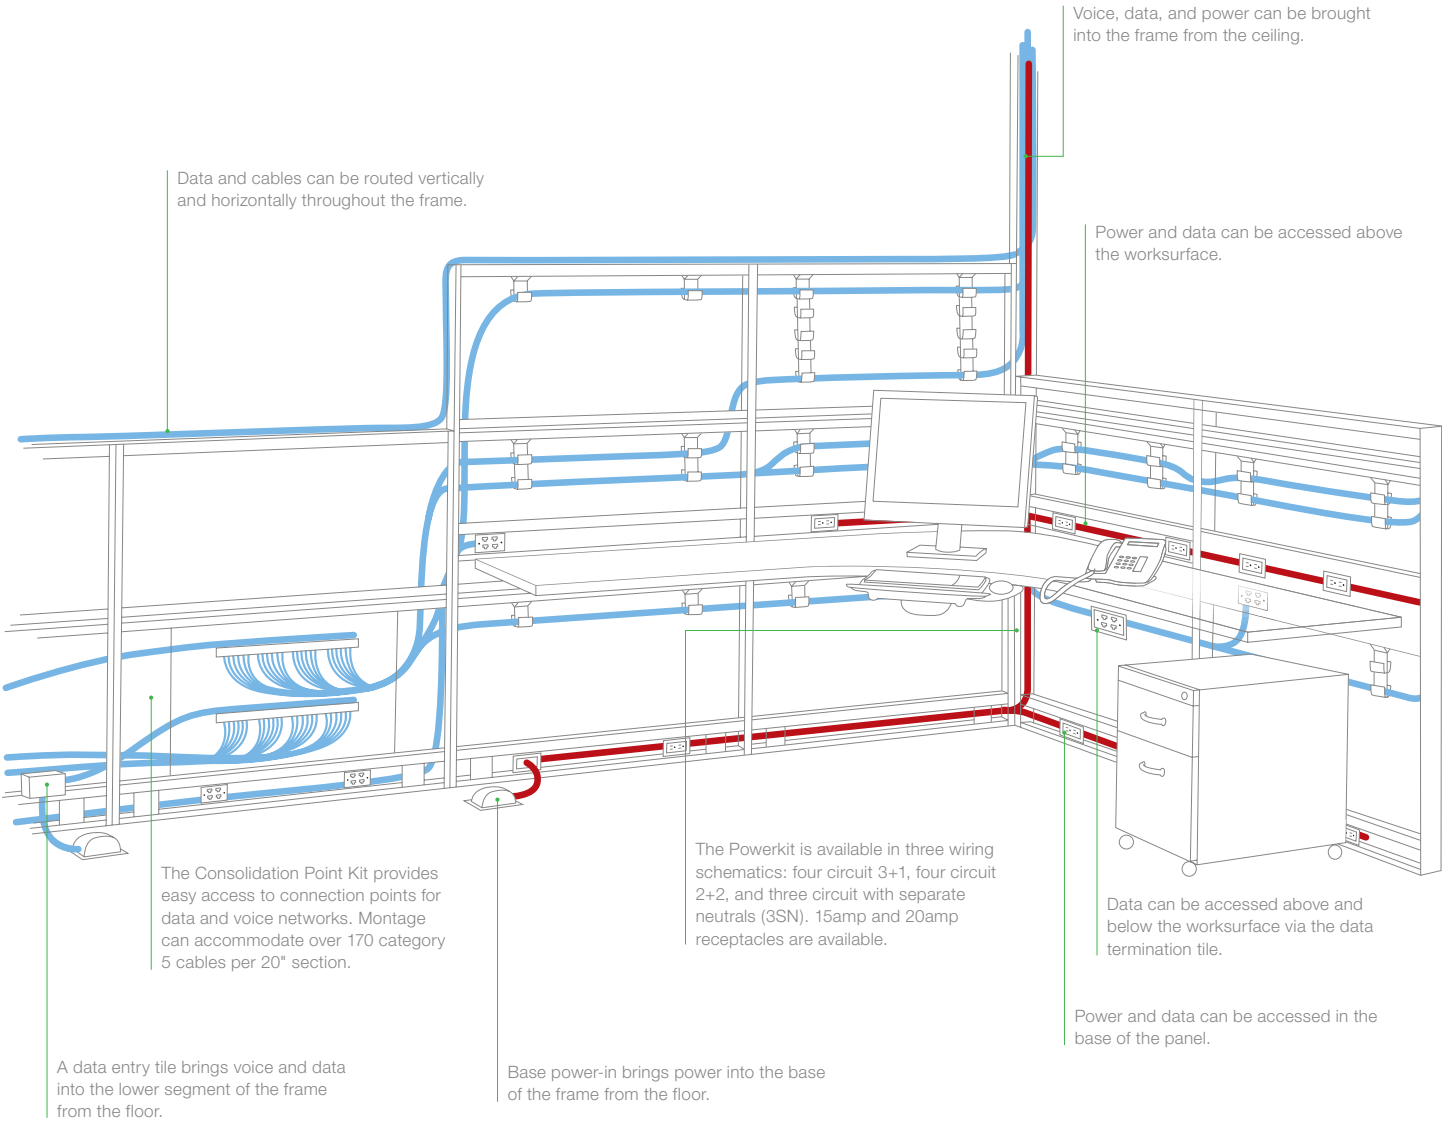 Voice, data, and power can be brought
into the frame from the ceiling.
Data and cables can be routed vertically
and horizontally throughout the frame.
Power and data can be accessed above
the worksurface.
The Consolidation Point Kit provides
easy access to connection points for
data and voice networks. Montage
can accommodate over 170 category
5 cables per 20" section.
The Powerkit is available in three wiring
schematics: four circuit 3+1, four circuit
2+2, and three circuit with separate
neutrals (3SN). 15amp and 20amp
receptacles are available.
Data can be accessed above and
below the worksurface via the data
termination tile.
Power and data can be accessed in the
base of the panel.
A data entry tile brings voice and data
into the lower segment of the frame
from the floor.
Base power-in brings power into the base
of the frame from the floor.